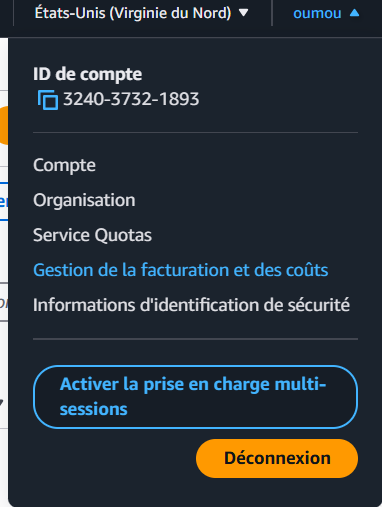 États-Unis (Virginie du Nord) ▼ oumou ▲
ID de compte
3240-3732-1893
Compte
Organisation
Service Quotas
Gestion de la facturation et des coûts
Informations d'identification de sécurité
Activer la prise en charge multi-
sessions
Déconnexion